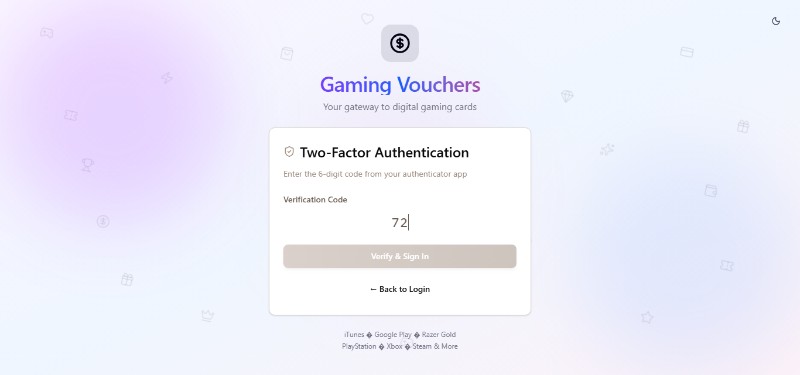 Gaming Vouchers
Your gateway to digital gaming cards
Two-Factor Authentication
Enter the 6-digit code from your authenticator app
Verification Code
72
Verify & Sign In
← Back to Login
iTunes � Google Play � Razer Gold
PlayStation � Xbox � Steam & More